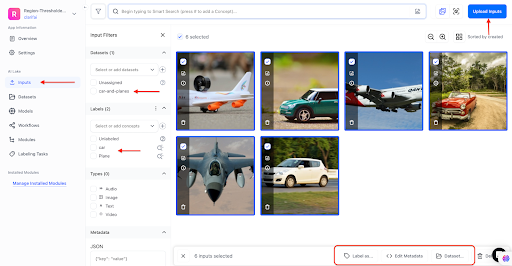 R Region-Thresholde...
clarifai
App Information
Overview
Settings
AI Lake
Inputs
Datasets
Models
Workflows
Modules
Labeling Tasks
Installed Modules
Manage Installed Modules
Begin typing to Smart Search (press # to add a Concept)...
Upload Inputs
Input Filters
Datasets (1)
Select or add datasets
Unassigned
car-and-planes
Labels (2)
Select or add concepts
Unlabeled
car
Plane
Types (0)
Audio
Image
Text
Video
Metadata
JSON
{"key": "value"}
6 selected
Sorted by created
6 inputs selected
Label as...
Edit Metadata
Dataset...